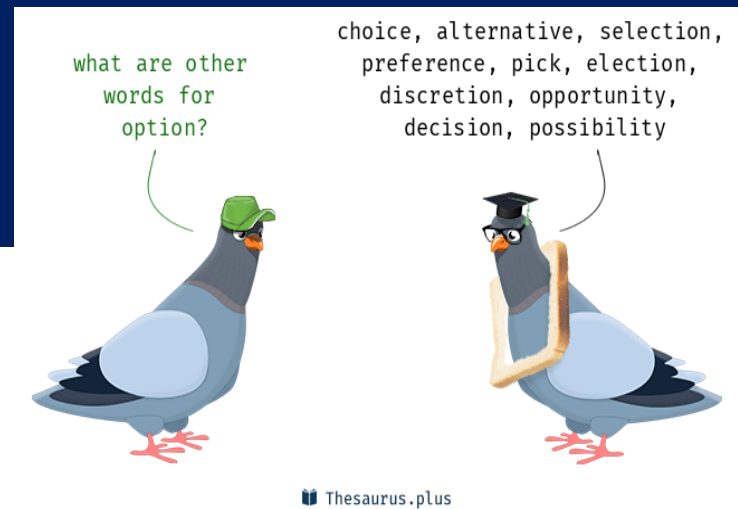 what are other
words for
option?
choice, alternative, selection,
preference, pick, election,
discretion, opportunity,
decision, possibility
Thesaurus.plus